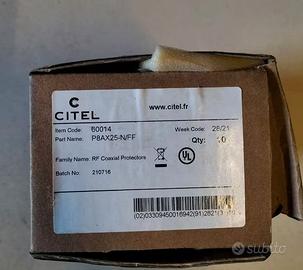 C
CITEL
www.citel.fr
Item Code: 60014
Week Code: 28/21
Part Name: P8AX25-N/FF
Qty: 10
Family Name: RF Coaxial Protectors
Batch No: 210716
subito